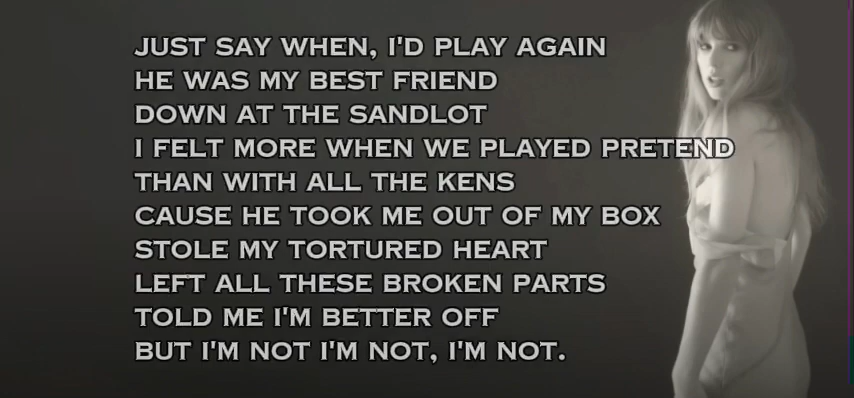 JUST SAY WHEN, I'D PLAY AGAIN
HE WAS MY BEST FRIEND
DOWN AT THE SANDLOT
I FELT MORE WHEN WE PLAYED PRETEND
THAN WITH ALL THE KENS
CAUSE HE TOOK ME OUT OF MY BOX
STOLE MY TORTURED HEART
LEFT ALL THESE BROKEN PARTS
TOLD ME I'M BETTER OFF
BUT I'M NOT I'M NOT, I'M NOT.